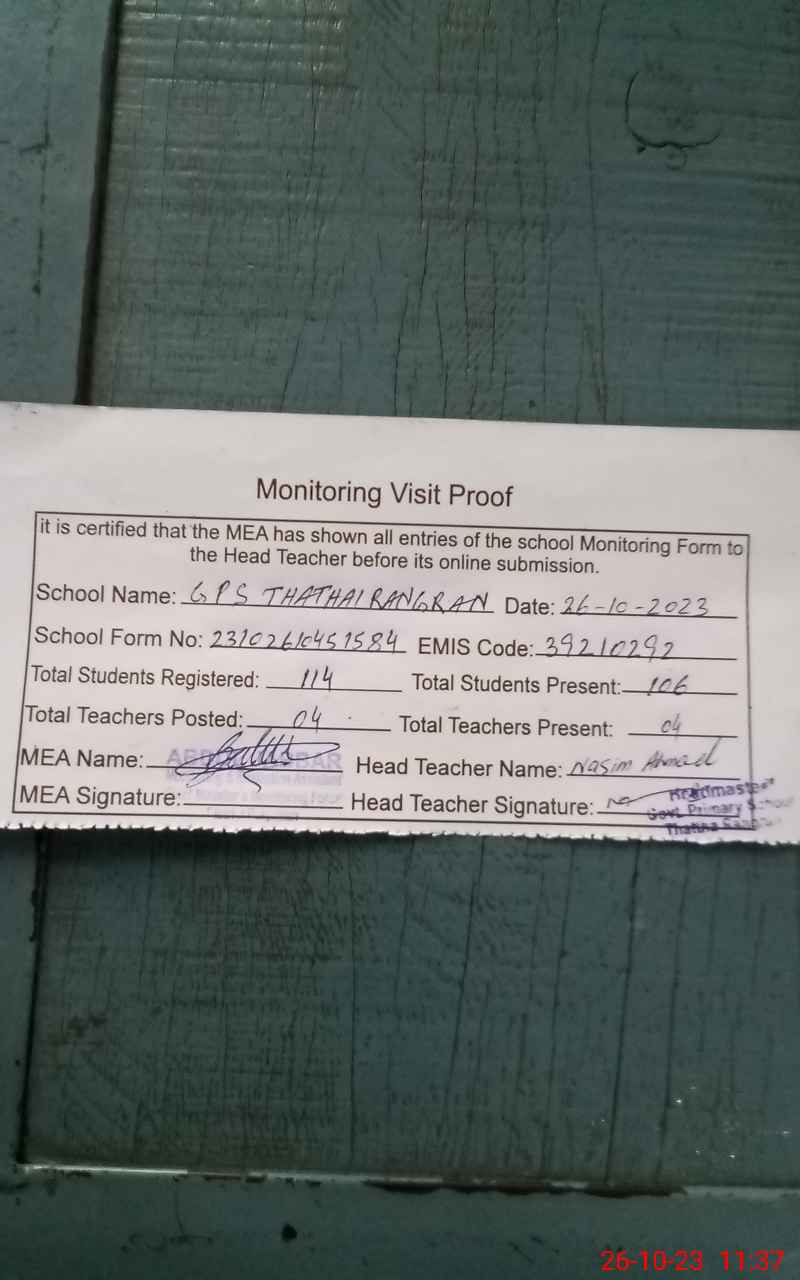 Monitoring Visit Proof
it is certified that the MEA has shown all entries of the school Monitoring Form to
the Head Teacher before its online submission.
School Name: GPS THATHAI RANGRAN Date: 26-10-2023
School Form No: 23102610451584 EMIS Code: 39210292
Total Students Registered: 114 Total Students Present: 106
Total Teachers Posted: 04 Total Teachers Present: 04
MEA Name: Head Teacher Name: Nasim Ahmad
MEA Signature: Head Teacher Signature:
Headmaster
Govt. Primary School
26-10-23 11:37